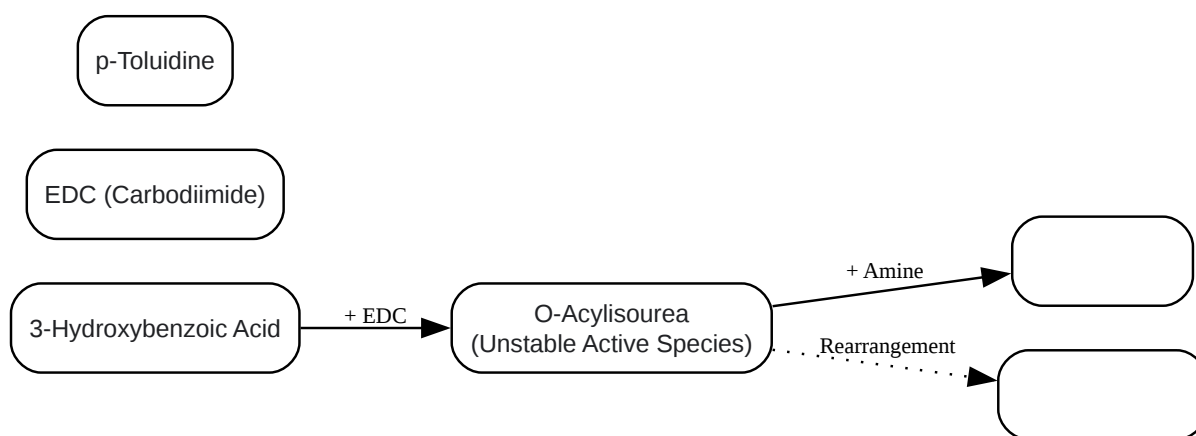 p-Toluidine
EDC (Carbodiimide)
3-Hydroxybenzoic Acid
+ EDC
O-Acylisourea
(Unstable Active Species)
+ Amine
Rearrangement